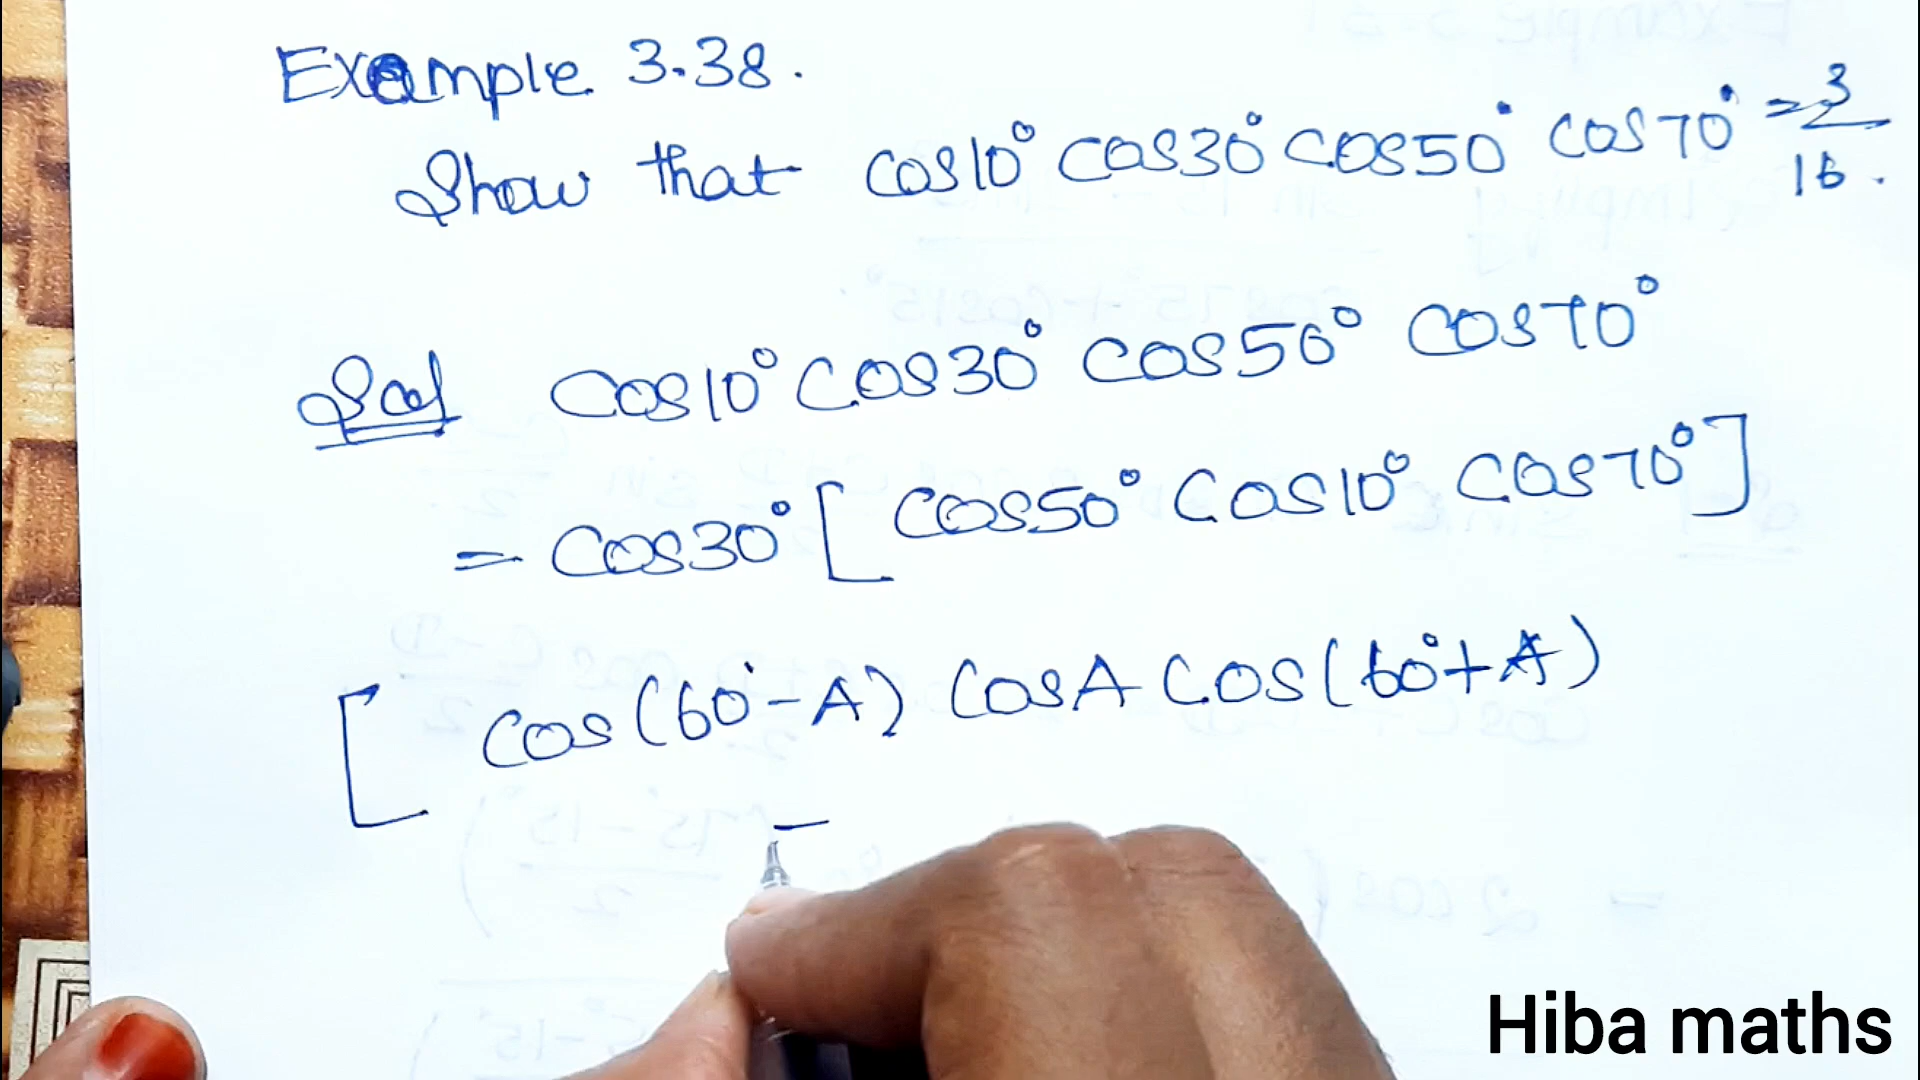 Example 3.38.
Show that cos10° cos30° cos50° cos70° = 3/16.
Sol cos10° cos30° cos50° cos70°
= cos30° [ cos50° cos10° cos70° ]
[ cos(60°-A) cosA cos(60°+A)
Hiba maths